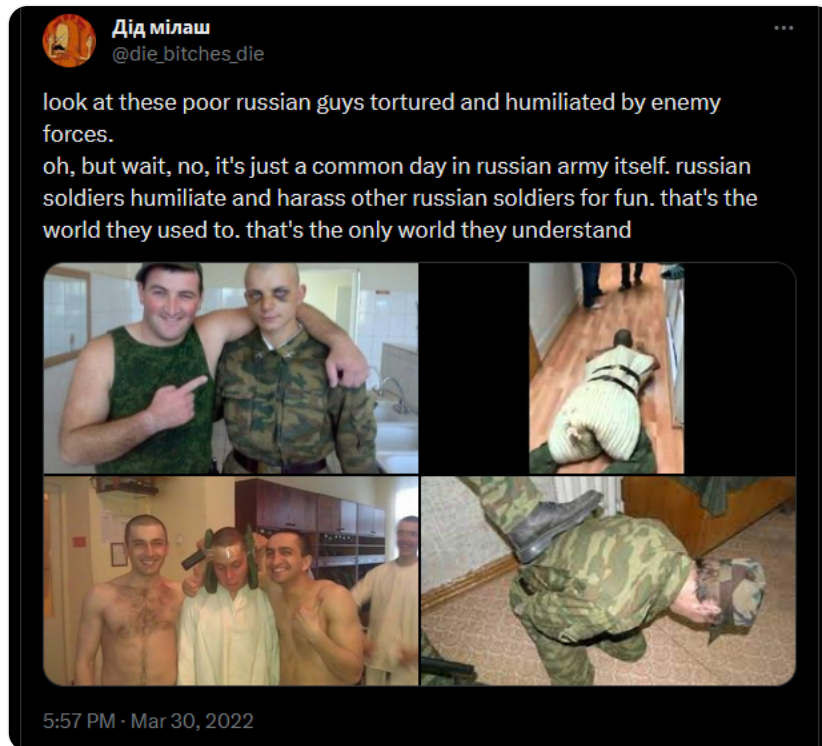 Дід мілаш
@die_bitches_die
look at these poor russian guys tortured and humiliated by enemy
forces.
oh, but wait, no, it's just a common day in russian army itself. russian
soldiers humiliate and harass other russian soldiers for fun. that's the
world they used to. that's the only world they understand
5:57 PM · Mar 30, 2022